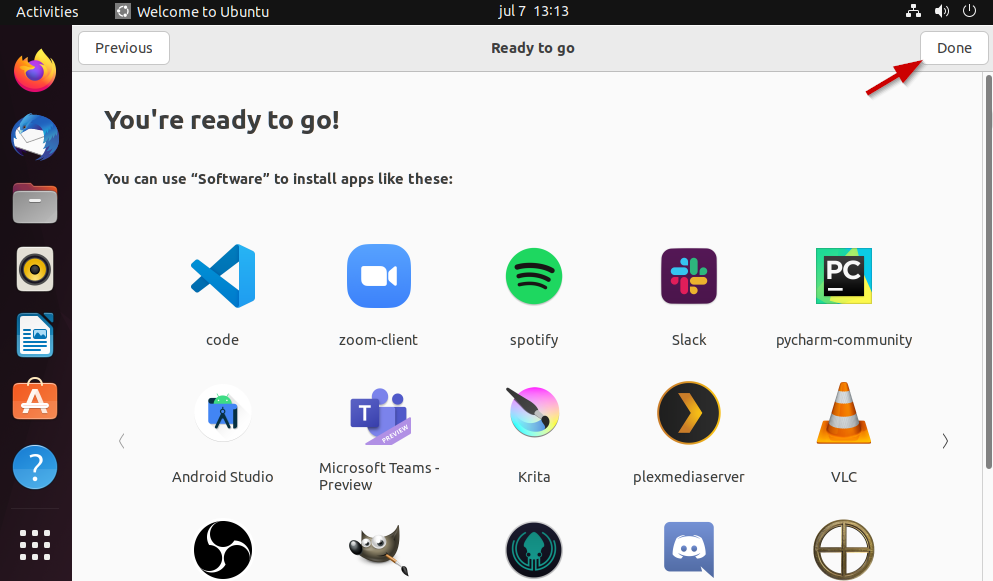 Activities
Welcome to Ubuntu
jul 7 13:13
Previous
Ready to go
Done
You're ready to go!
You can use “Software” to install apps like these:
PC
code
zoom-client
spotify
Slack
pycharm-community
T
PREVIEW
Android Studio
Microsoft Teams -
Preview
Krita
plexmediaserver
VLC
?